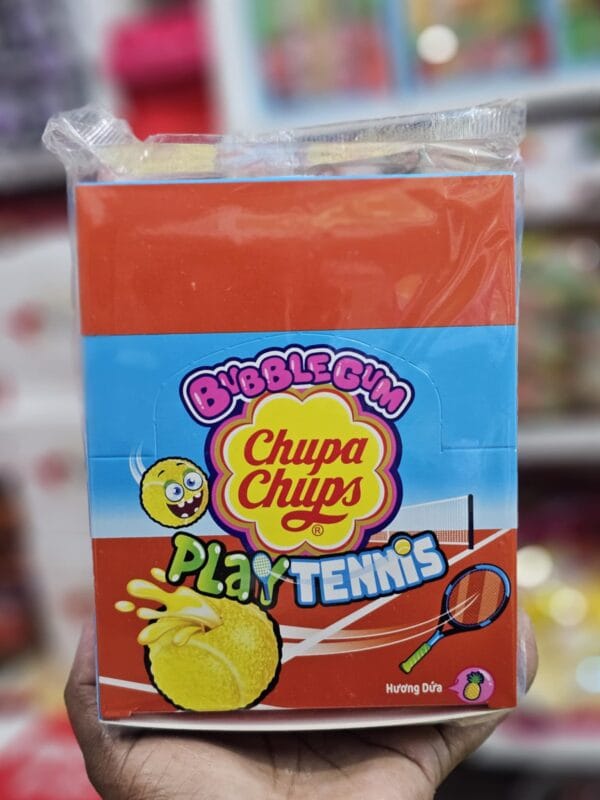 BUBBLE GUM
Chupa
Chups
®
PLAY TENNIS
Hương Dứa